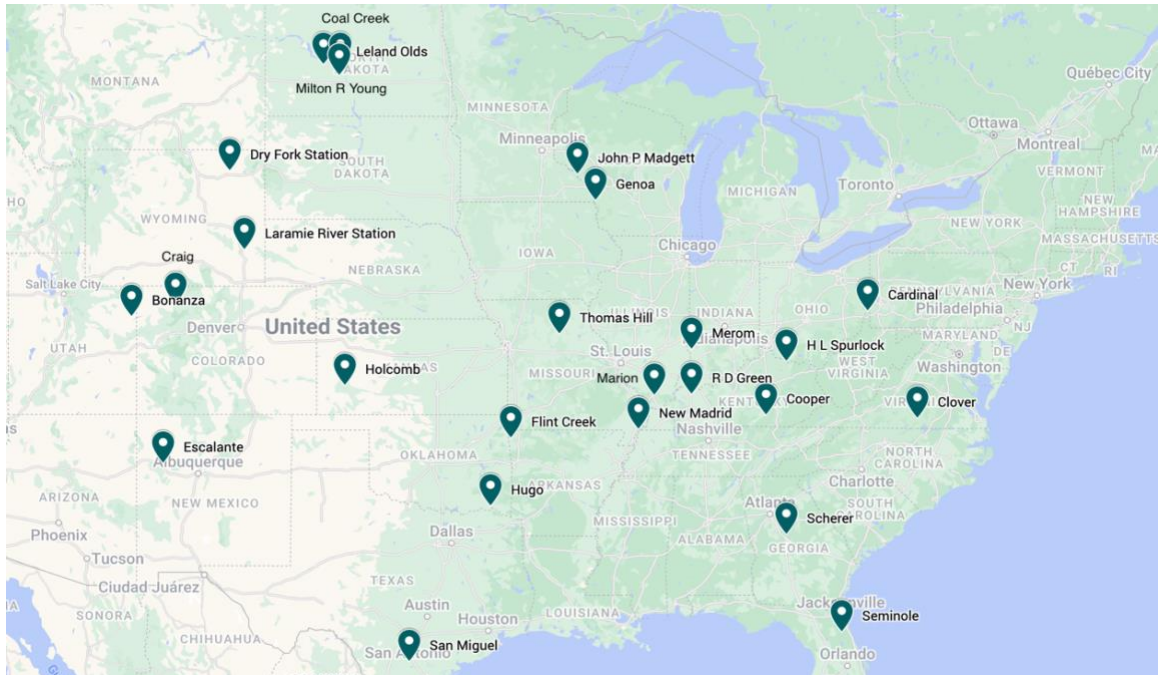 Coal Creek
Leland Olds
NORTH
DAKOTA
Milton R Young
MONTANA
Québec City
MINNESOTA
Minneapolis
Ottawa
Montreal
Dry Fork Station
John P Madgett
SOUTH
DAKOTA
Genoa
Toronto
VERMONT
MICHIGAN
NEW
HAMPSHIRE
WYOMING
NEW YORK
Laramie River Station
MASSACHUSETTS
Chicago
IOWA
Craig
CT
RI
NEBRASKA
Salt Lake City
Bonanza
Cardinal
PENNSYLVANIA
New York
Philadelphia
Thomas Hill
ILLINOIS
INDIANA
OHIO
Denver
United States
NJ
Merom
Indianapolis
MARYLAND
UTAH
H L Spurlock
DE
COLORADO
St. Louis
WEST
VIRGINIA
Washington
Holcomb
KANSAS
MISSOURI
Marion
R D Green
KENTUCKY
Cooper
VIRGINIA
Clover
Flint Creek
New Madrid
Nashville
Escalante
Albuquerque
OKLAHOMA
TENNESSEE
NORTH
CAROLINA
Charlotte
Hugo
ARKANSAS
ARIZONA
NEW MEXICO
Atlanta
SOUTH
CAROLINA
Scherer
MISSISSIPPI
Phoenix
Dallas
ALABAMA
GEORGIA
Tucson
TEXAS
Ciudad Juárez
SONORA
Austin
Houston
LOUISIANA
Jacksonville
Seminole
CHIHUAHUA
San Miguel
San Antonio
Orlando